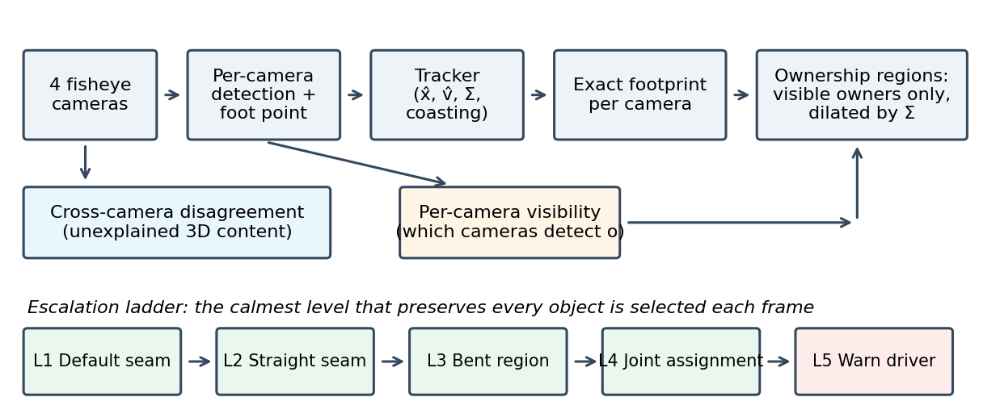 4 fisheye
cameras
Per-camera
detection +
foot point
Tracker
(x̂, v̂, Σ,
coasting)
Exact footprint
per camera
Ownership regions:
visible owners only,
dilated by Σ
Cross-camera disagreement
(unexplained 3D content)
Per-camera visibility
(which cameras detect o)
Escalation ladder: the calmest level that preserves every object is selected each frame
L1 Default seam
L2 Straight seam
L3 Bent region
L4 Joint assignment
L5 Warn driver